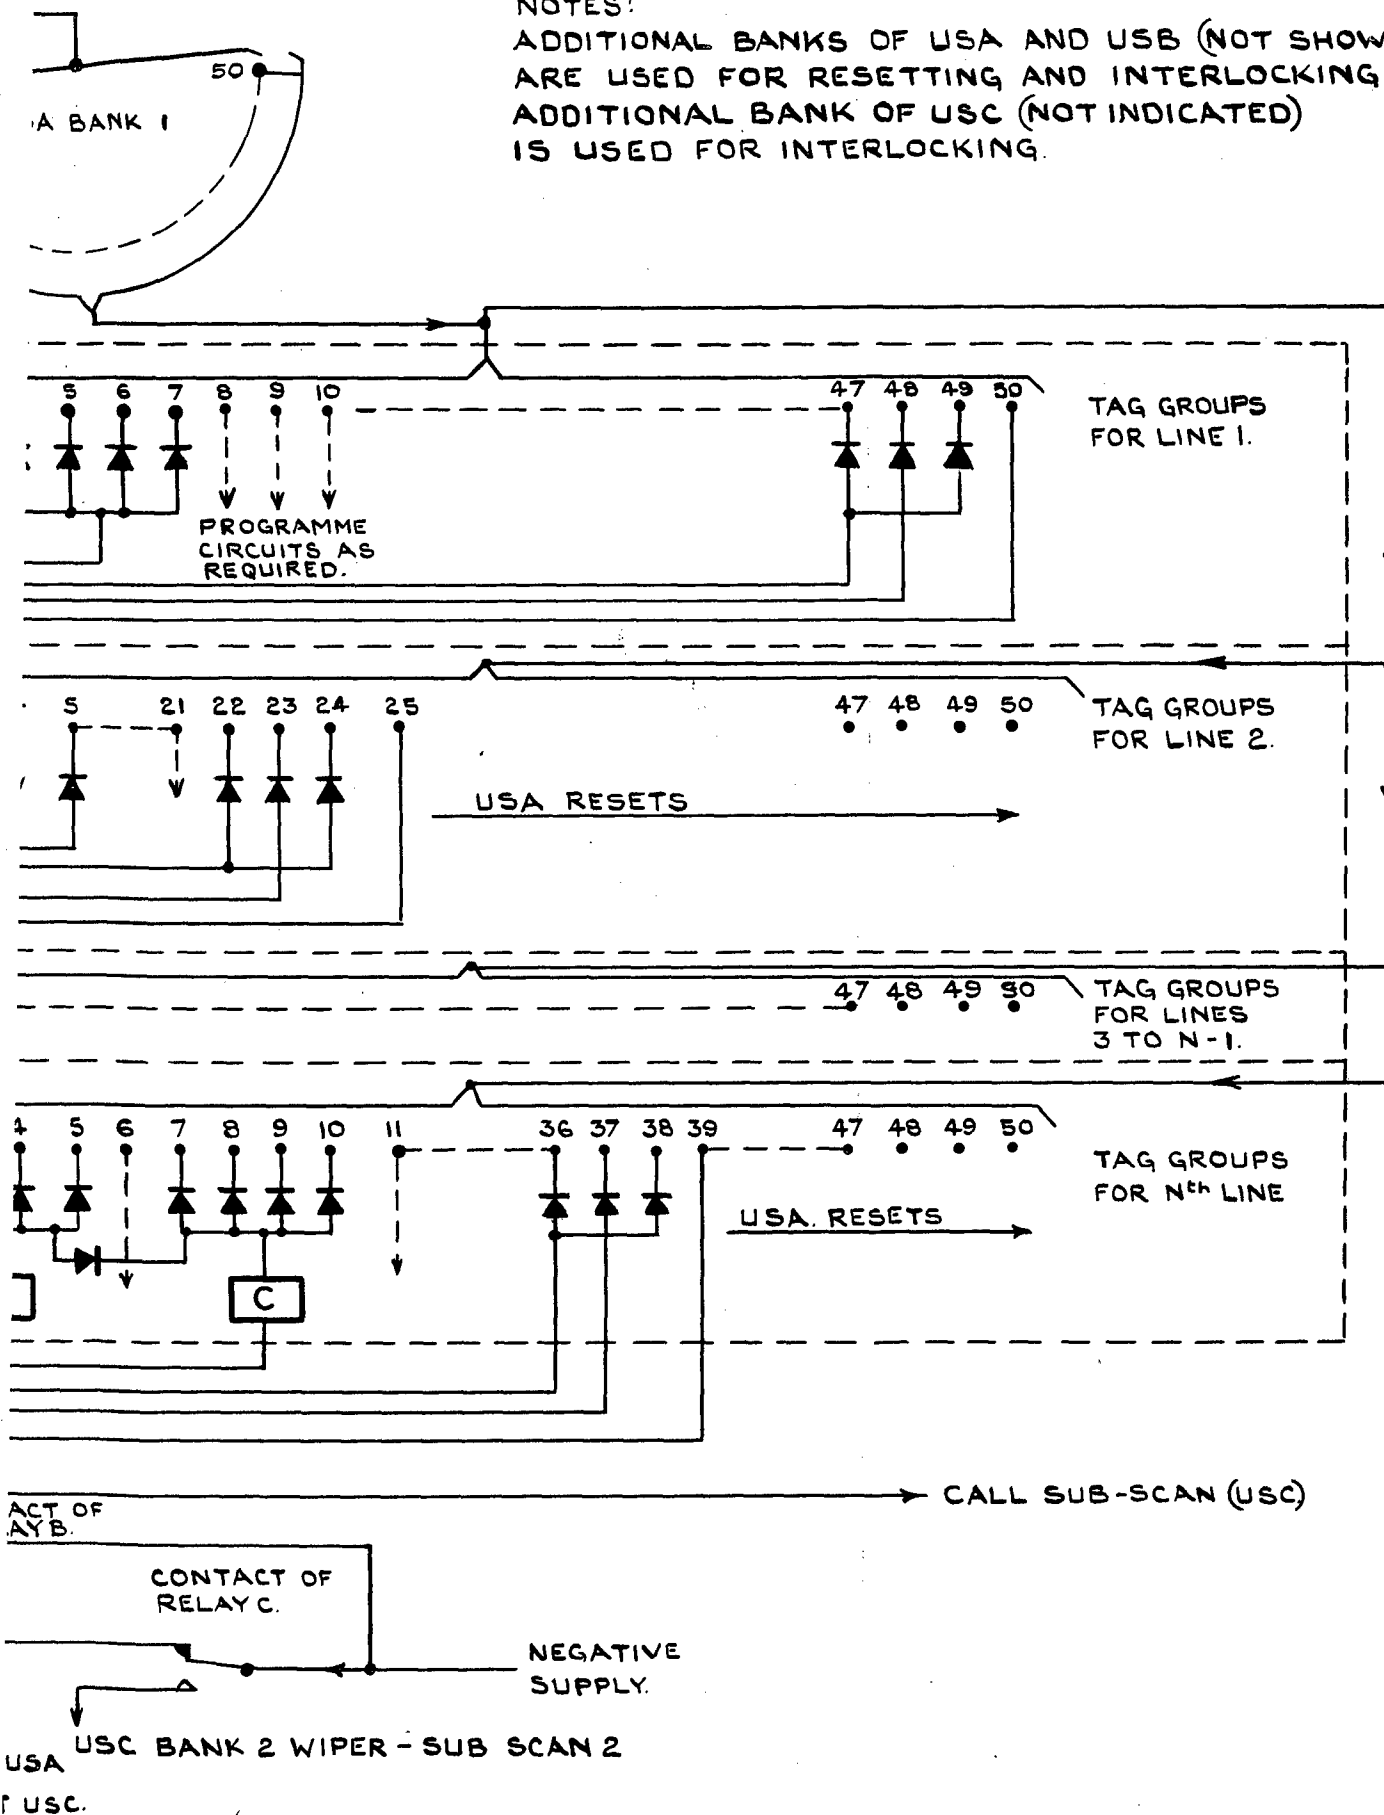 NOTES:
ADDITIONAL BANKS OF USA AND USB (NOT SHOW
ARE USED FOR RESETTING AND INTERLOCKING
ADDITIONAL BANK OF USC (NOT INDICATED)
IS USED FOR INTERLOCKING.
50
A BANK 1
5 6 7 8 9 10 47 48 49 50
TAG GROUPS
FOR LINE 1.
PROGRAMME
CIRCUITS AS
REQUIRED.
5 21 22 23 24 25 47 48 49 50
TAG GROUPS
FOR LINE 2.
USA RESETS
47 48 49 50
TAG GROUPS
FOR LINES
3 TO N-1.
4 5 6 7 8 9 10 11 36 37 38 39 47 48 49 50
TAG GROUPS
FOR Nth LINE
USA. RESETS
C
CALL SUB-SCAN (USC)
ACT OF
AY B.
CONTACT OF
RELAY C.
NEGATIVE
SUPPLY.
USC BANK 2 WIPER - SUB SCAN 2
USA
USC.